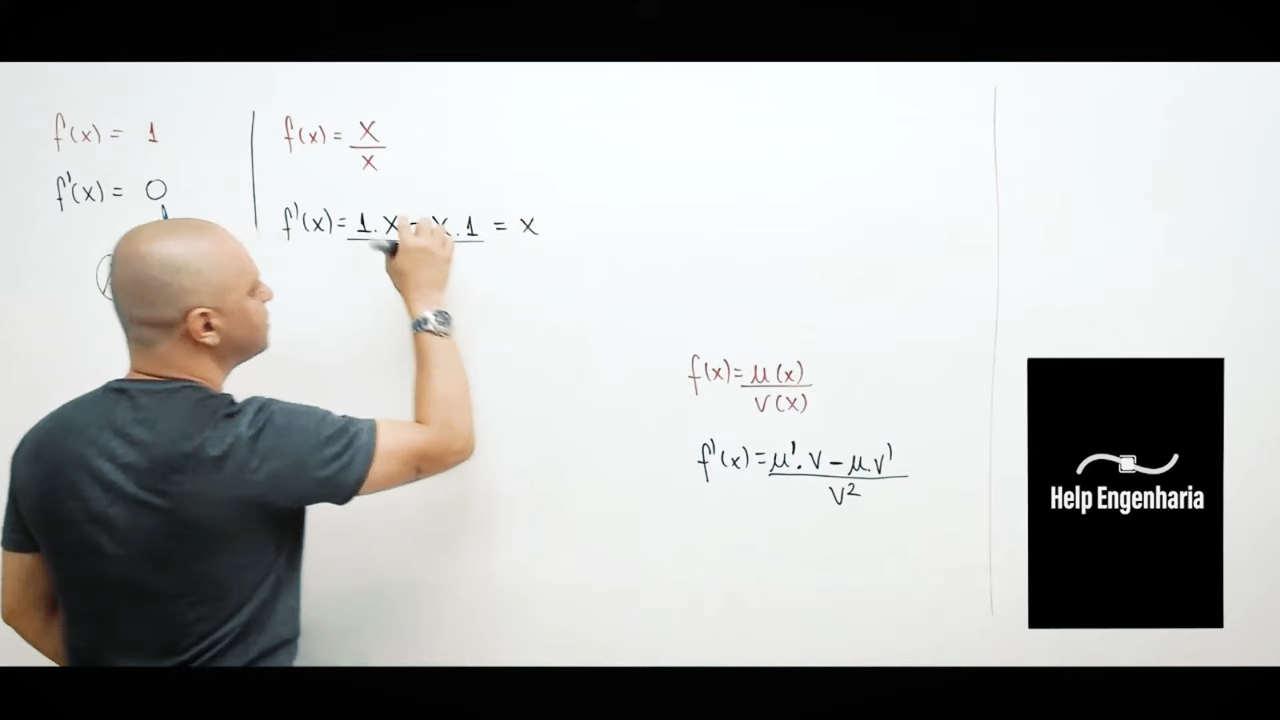 f(x) = 1
f'(x) = 0
f(x) = x/x
f'(x) = 1.x - x.1 = x
f(x) = μ(x)/v(x)
f'(x) = μ'.v - μ.v'/v²
Help Engenharia